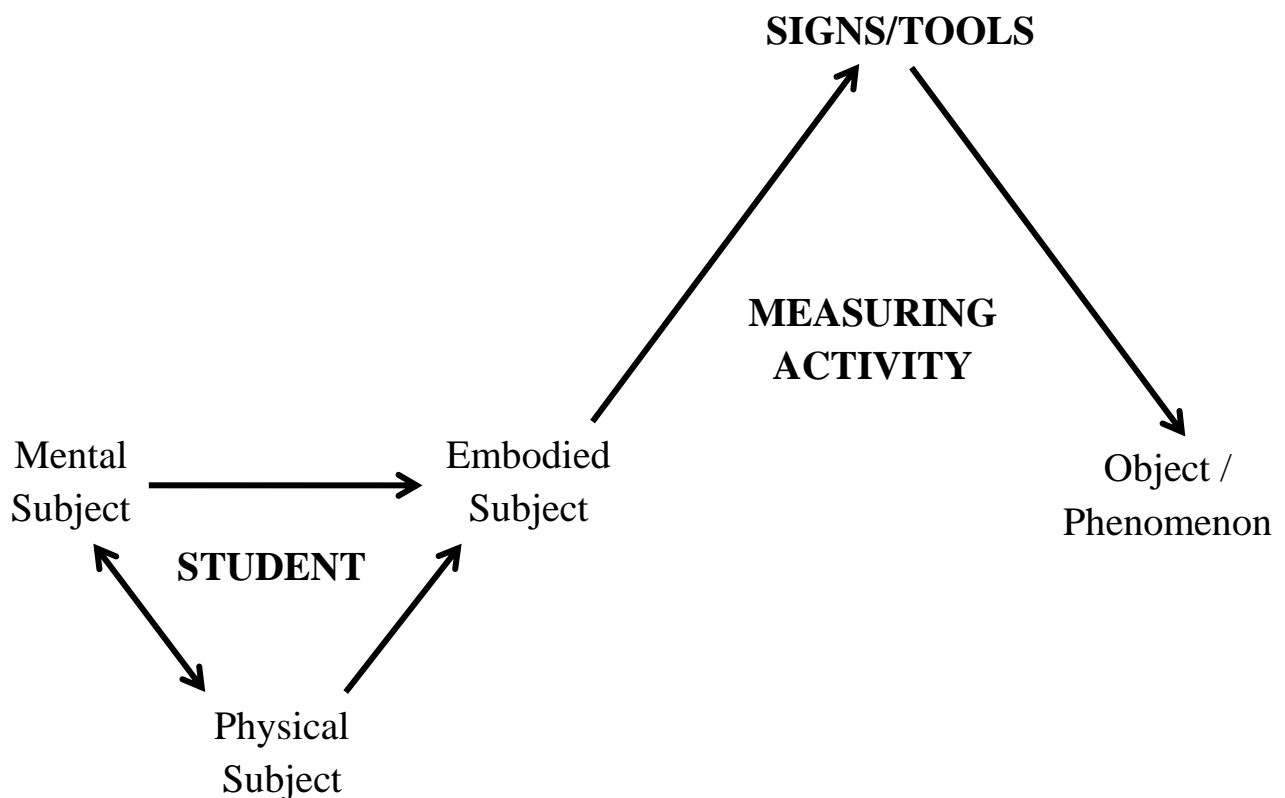 SIGNS/TOOLS
MEASURING
ACTIVITY
Mental
Subject
Embodied
Subject
Object /
Phenomenon
STUDENT
Physical
Subject